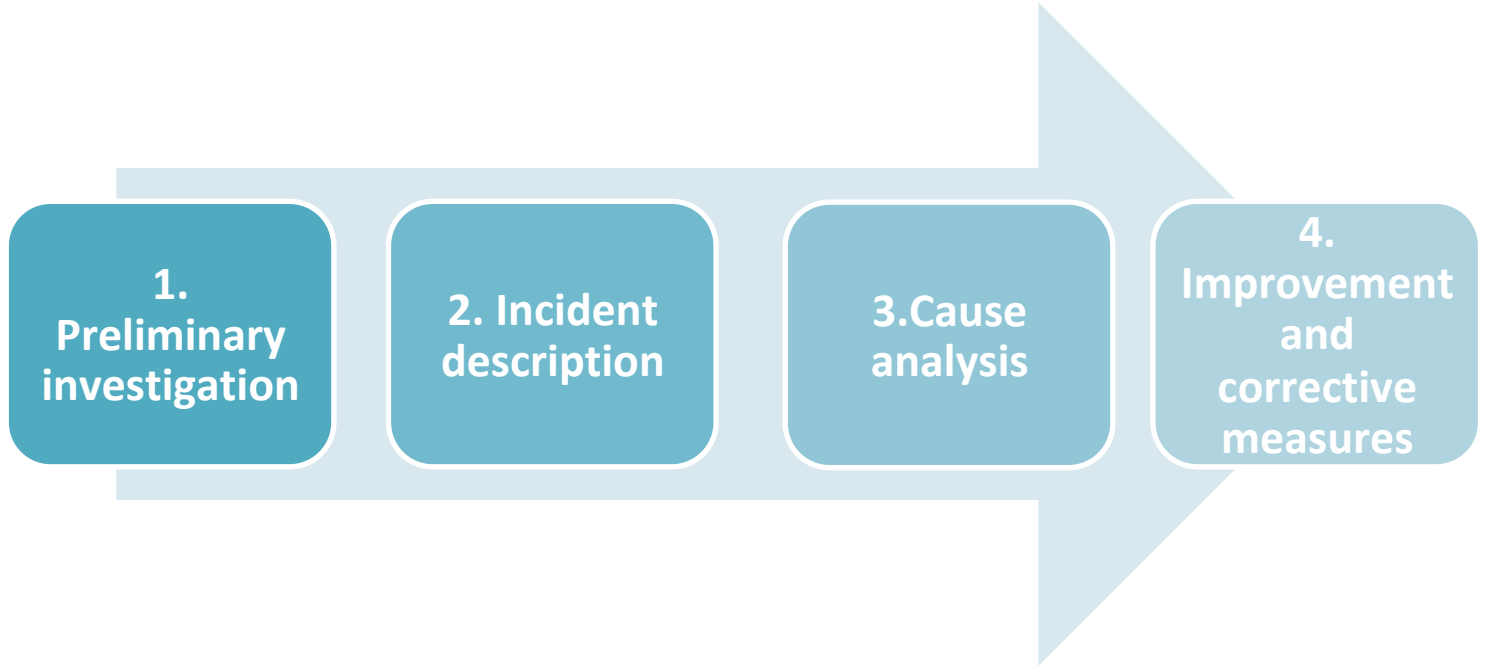 1.
Preliminary
investigation
2. Incident
description
3.Cause
analysis
4.
Improvement
and
corrective
measures